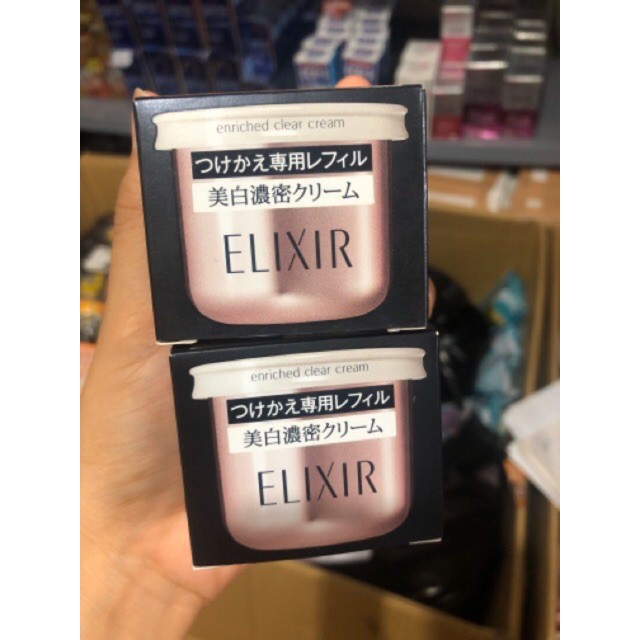 enriched clear cream
つけかえ専用レフィル
美白濃密クリーム
ELIXIR
enriched clear cream
つけかえ専用レフィル
美白濃密クリーム
ELIXIR